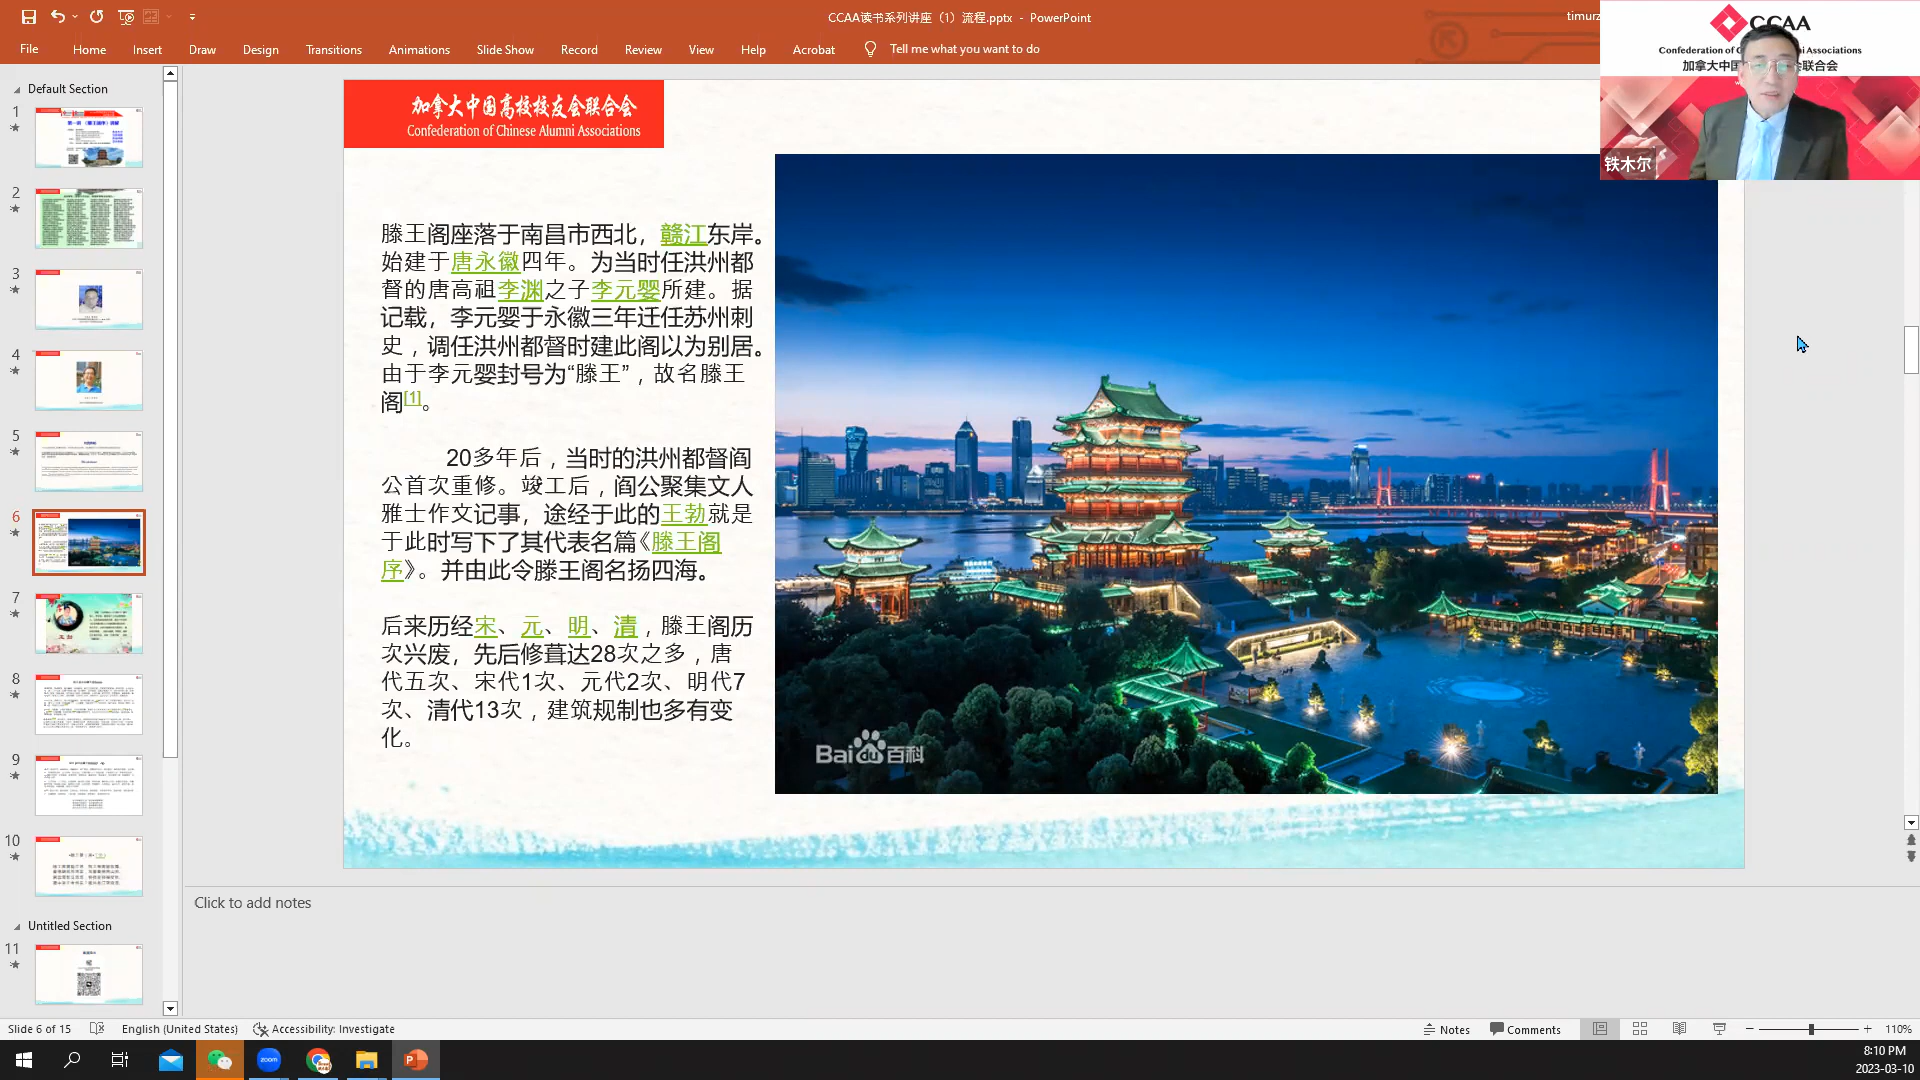 CCAA读书系列讲座（1）流程.pptx - PowerPoint
timurz
File Home Insert Draw Design Transitions Animations Slide Show Record Review View Help Acrobat Tell me what you want to do
CCAA
加拿大中国
会联合会
铁木尔
Default Section
1
2
3
4
5
6
7
8
9
10
Untitled Section
11
加拿大中国高校校友会联合会
Confederation of Chinese Alumni Associations
滕王阁座落于南昌市西北，赣江东岸。
始建于唐永徽四年。为当时任洪州都
督的唐高祖李渊之子李元婴所建。据
记载，李元婴于永徽三年迁任苏州刺
史，调任洪州都督时建此阁以为别居。
由于李元婴封号为“滕王”，故名滕王
阁[1]。
20多年后，当时的洪州都督阎
公首次重修。竣工后，阎公聚集文人
雅士作文记事，途经于此的王勃就是
于此时写下了其代表名篇《滕王阁
序》。并由此令滕王阁名扬四海。
后来历经宋、元、明、清，滕王阁历
次兴废，先后修葺达28次之多，唐
代五次、宋代1次、元代2次、明代7
次、清代13次，建筑规制也多有变
化。
Bai du 百科
Click to add notes
Slide 6 of 15 English (United States) Accessibility: Investigate Notes Comments 110%
zoom
8:10 PM
2023-03-10